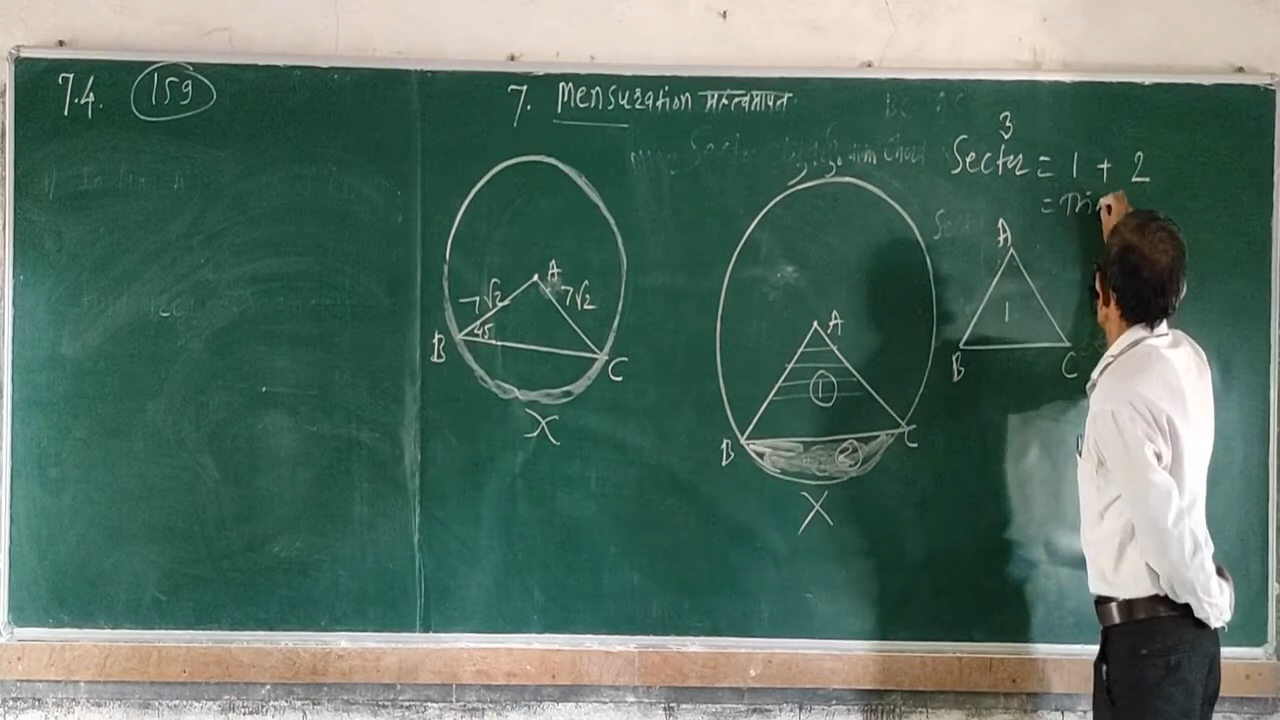 7.4. 159
7. Mensuration महत्वमापन
3
Sector = 1 + 2
A
1
B C
A
7√2 7√2
45
B C
X
A
1
B C
2
X